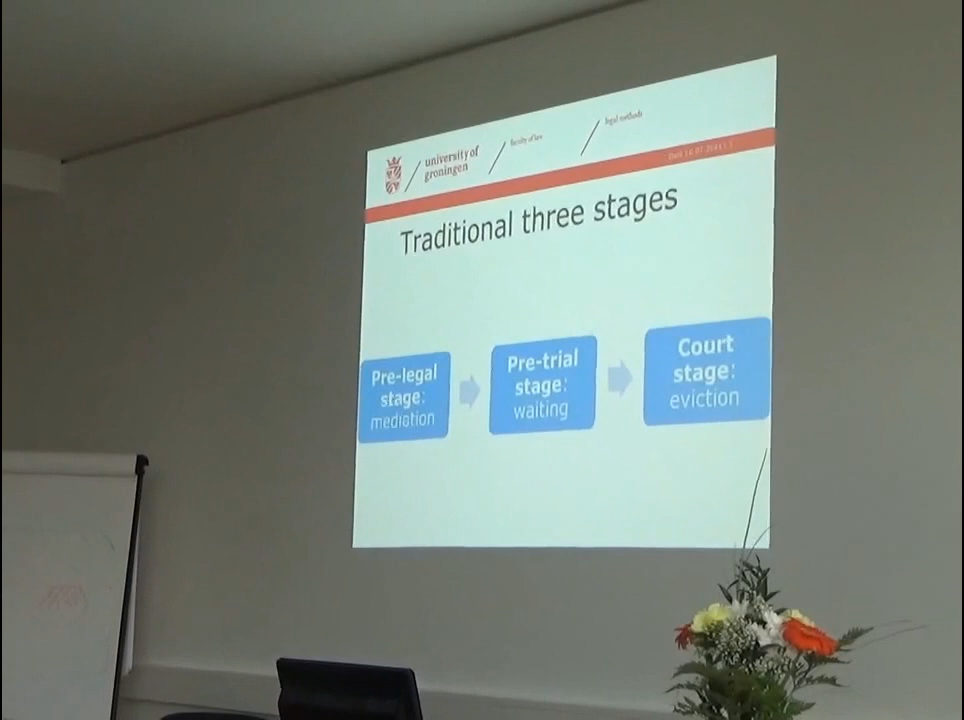 university of
groningen
faculty of law
legal methods
Traditional three stages
Pre-legal
stage:
mediation
Pre-trial
stage:
waiting
Court
stage:
eviction